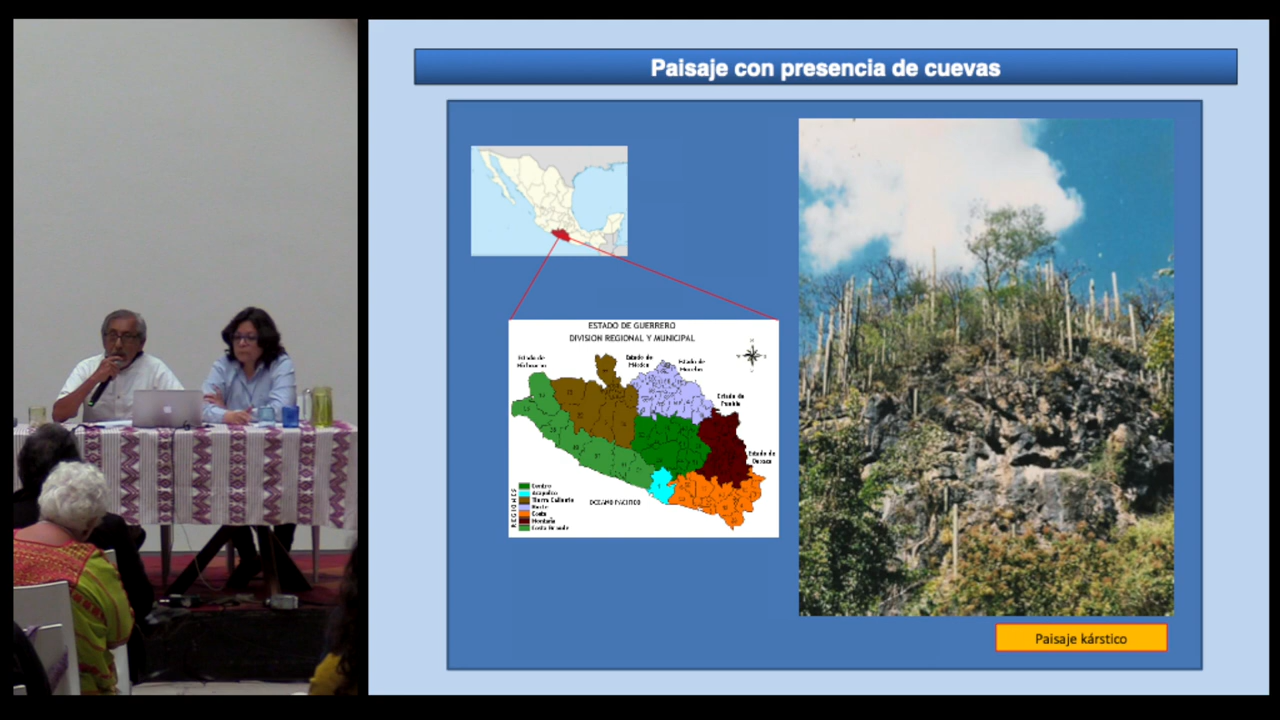 Paisaje con presencia de cuevas
ESTADO DE GUERRERO
DIVISION REGIONAL Y MUNICIPAL
Estado de
Michoacan
Estado de
México
Estado de
Morelos
Estado de
Puebla
Estado de
Oaxaca
OCEANO PACIFICO
REGIONES
Centro
Acapulco
Tierra Caliente
Norte
Costa
Montaña
Costa Grande
Paisaje kárstico